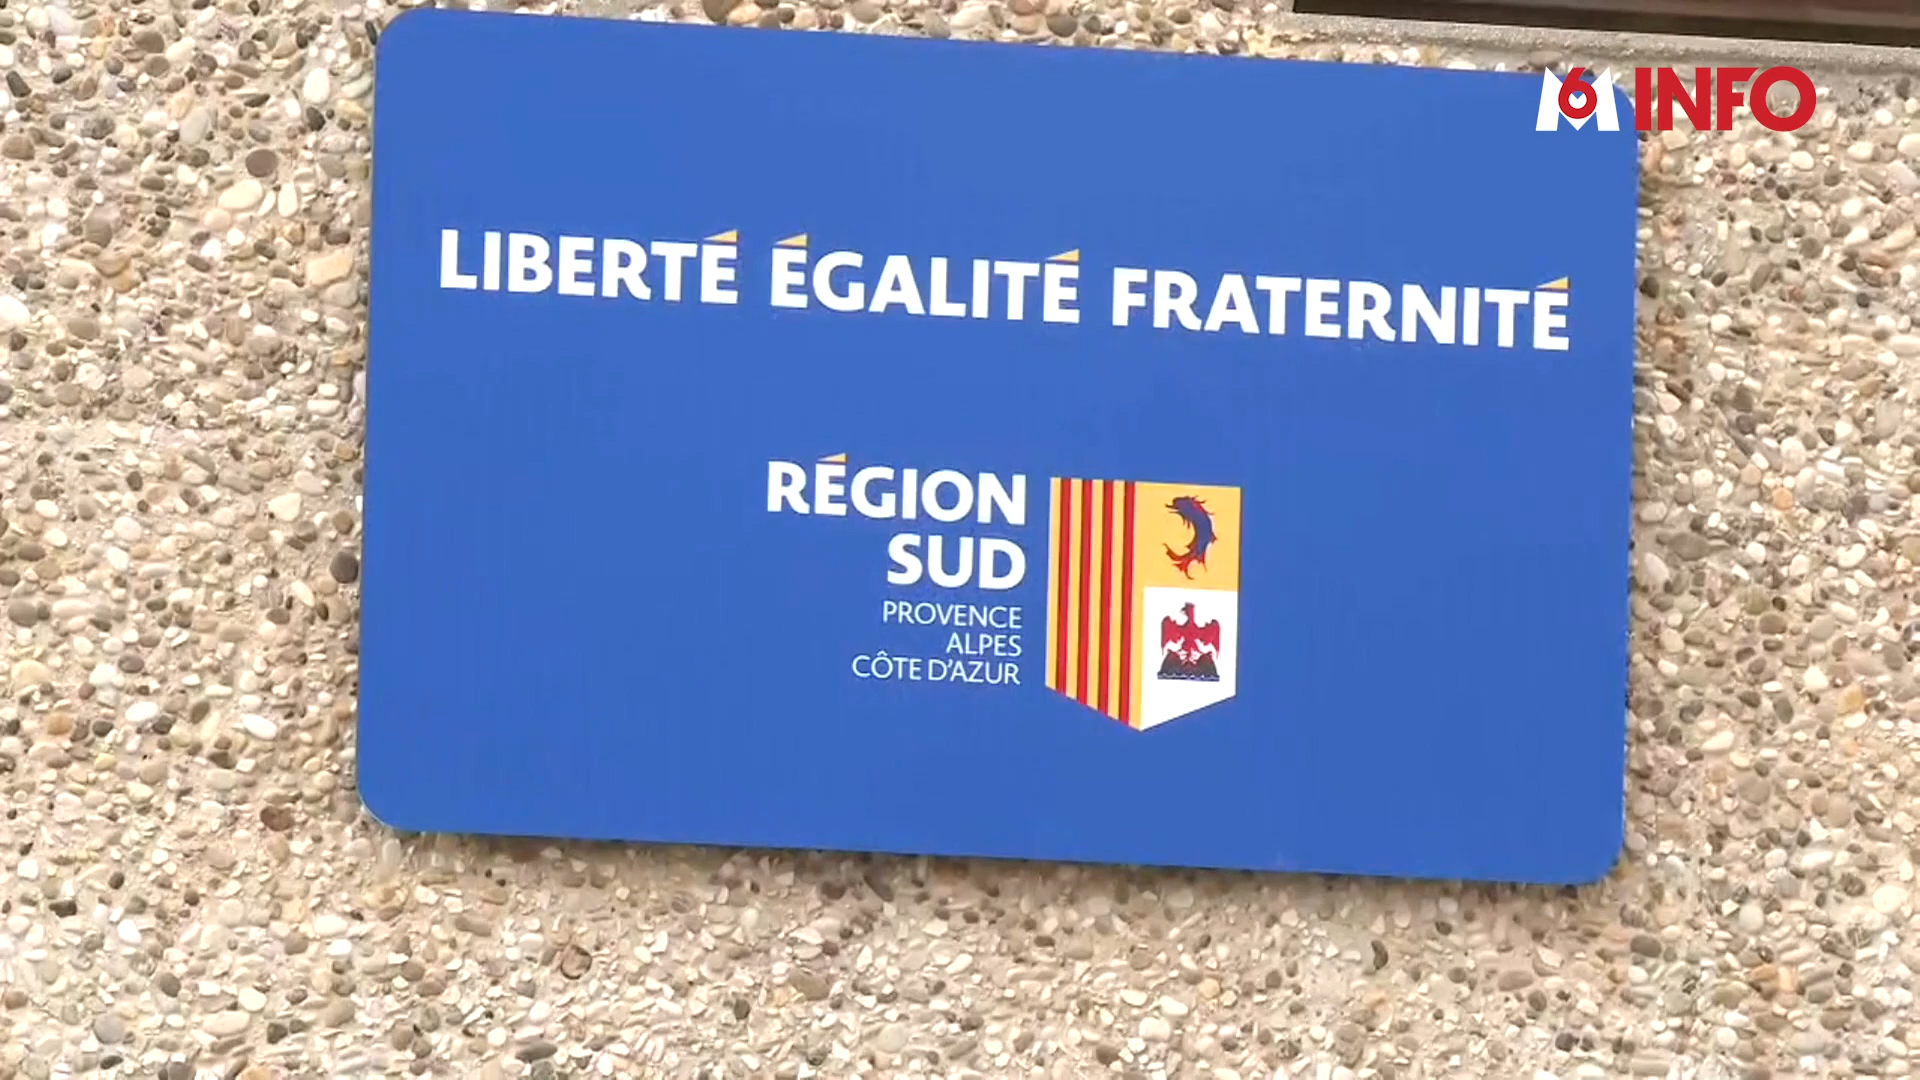 M6 INFO
LIBERTÉ ÉGALITÉ FRATERNITÉ
RÉGION
SUD
PROVENCE
ALPES
CÔTE D'AZUR